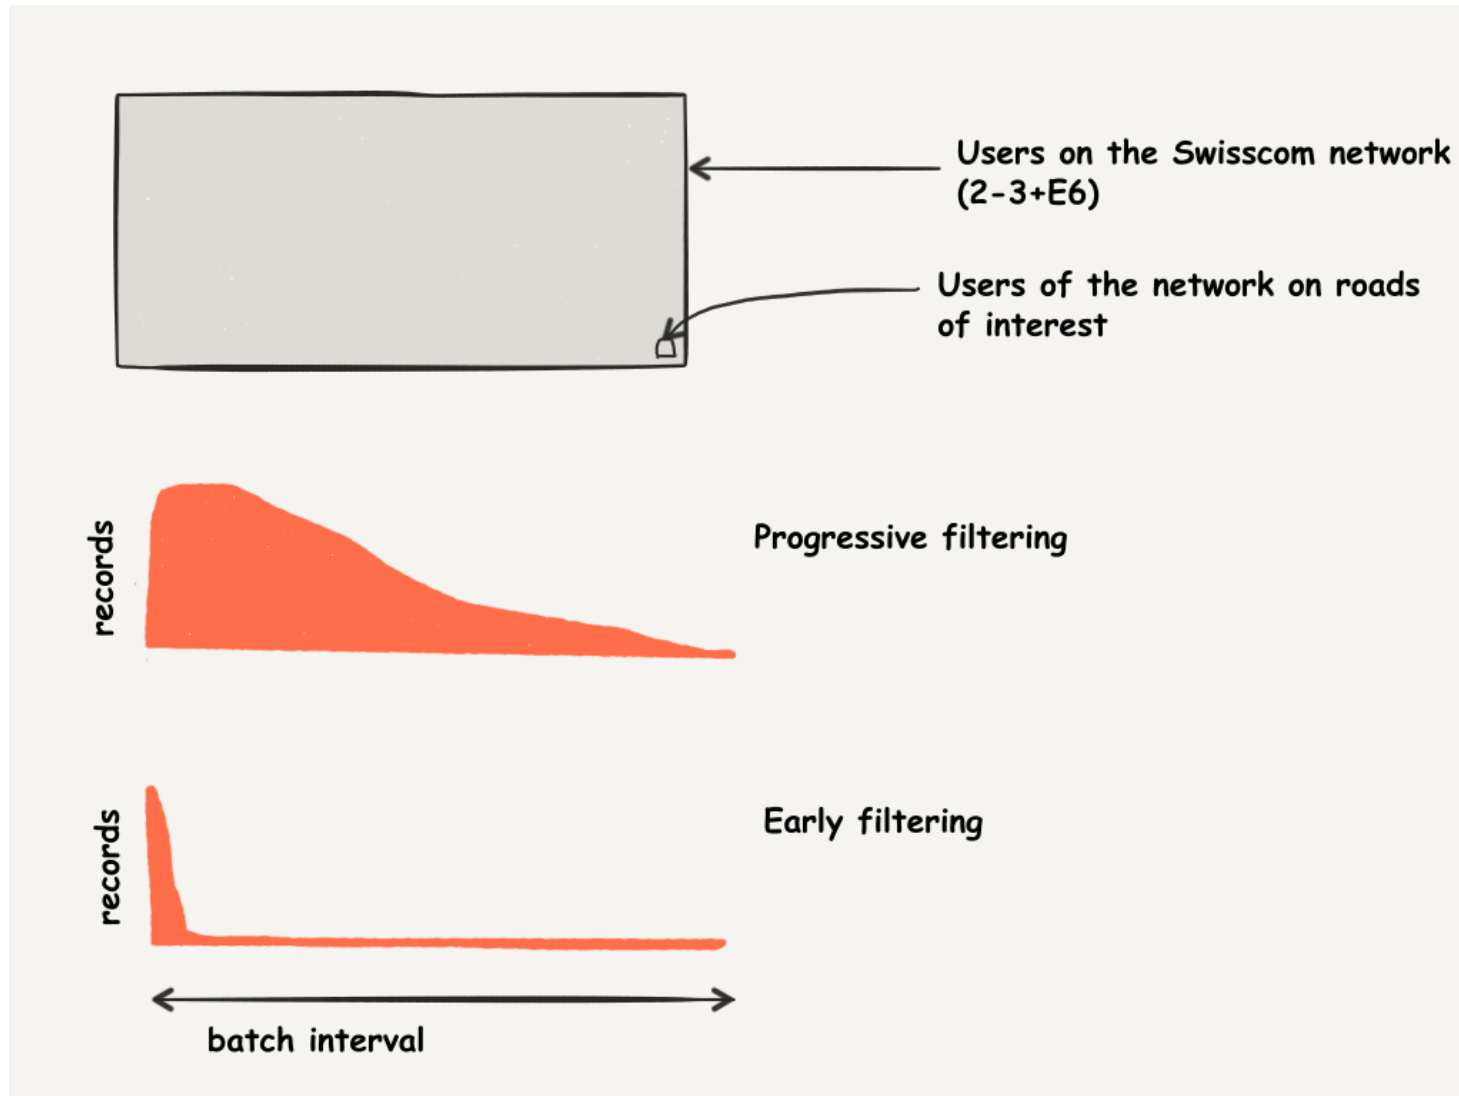 Users on the Swisscom network
(2-3+E6)
Users of the network on roads
of interest
records
Progressive filtering
records
Early filtering
batch interval